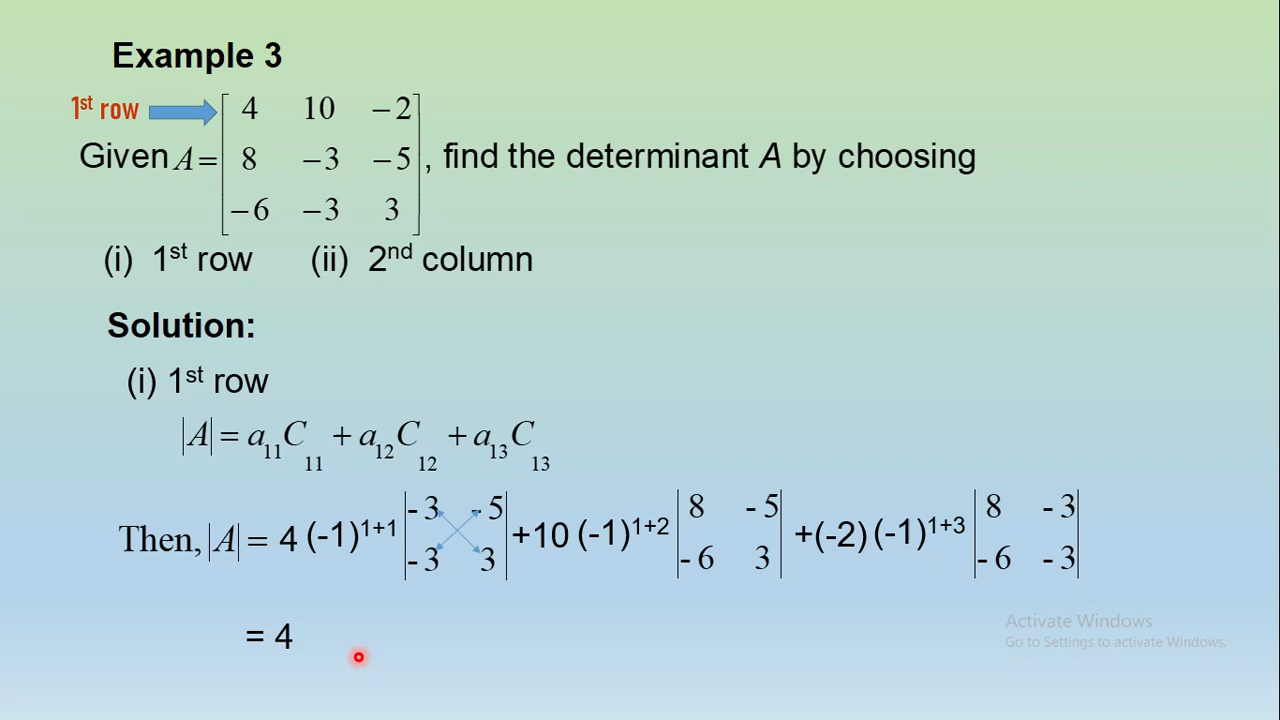 Example 3
1st row
4 10 −2
Given A = 8 −3 −5 , find the determinant A by choosing
−6 −3 3
(i) 1st row (ii) 2nd column
Solution:
(i) 1st row
|A| = a11C11 + a12C12 + a13C13
Then, |A| = 4 (-1)1+1 |-3 -5| +10 (-1)1+2 |8 -5| +(-2) (-1)1+3 |8 -3|
|-3 3| |-6 3| |-6 -3|
= 4
Activate Windows
Go to Settings to activate Windows.